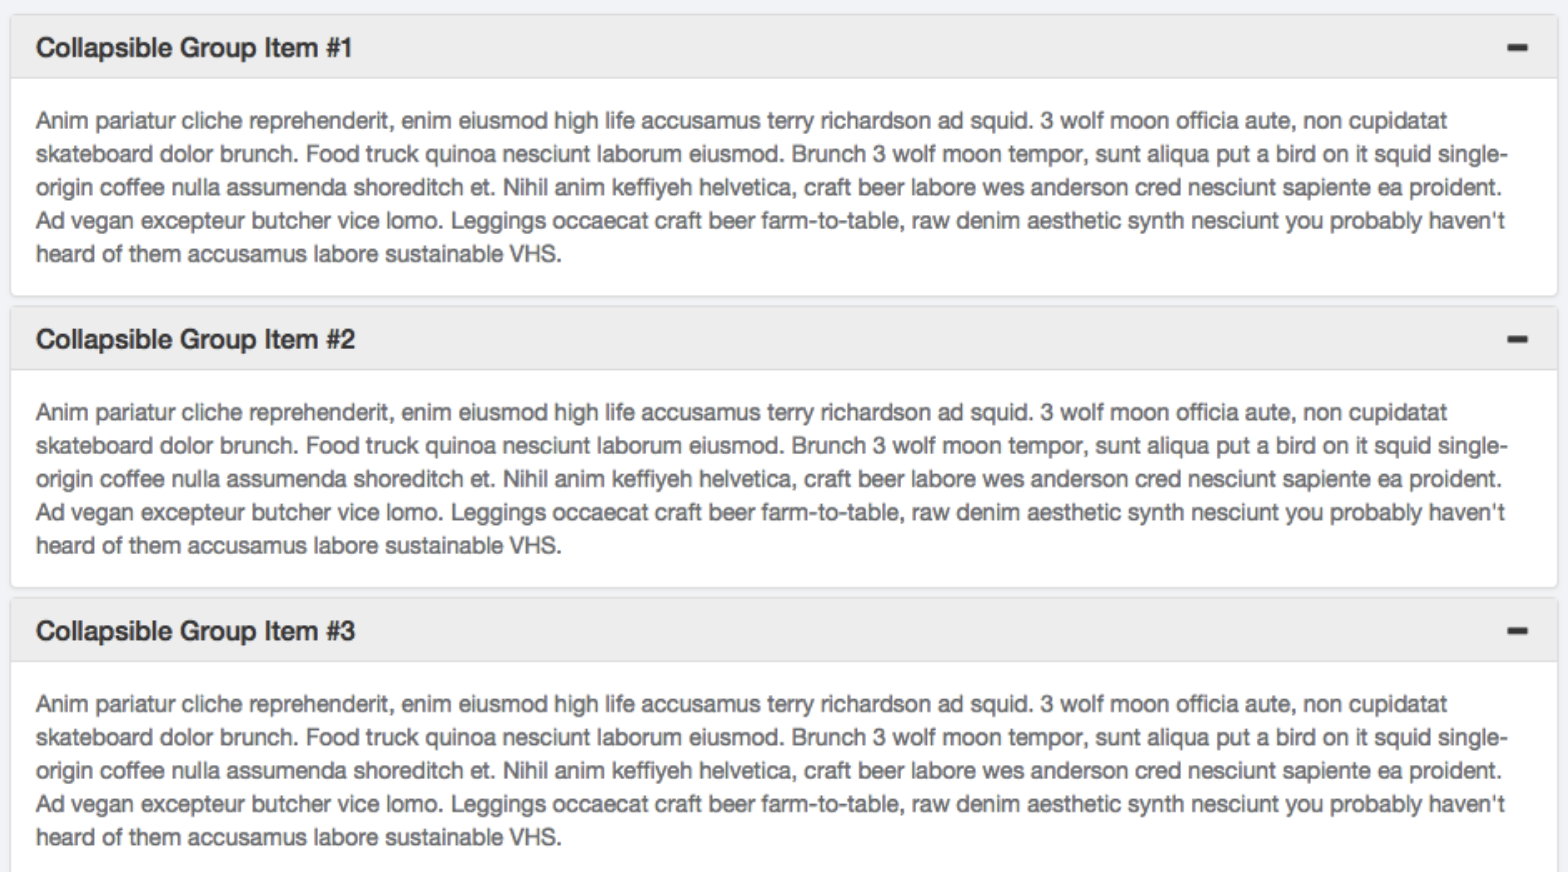 Collapsible Group Item #1
Anim pariatur cliche reprehenderit, enim eiusmod high life accusamus terry richardson ad squid. 3 wolf moon officia aute, non cupidatat
skateboard dolor brunch. Food truck quinoa nesciunt laborum eiusmod. Brunch 3 wolf moon tempor, sunt aliqua put a bird on it squid single-
origin coffee nulla assumenda shoreditch et. Nihil anim keffiyeh helvetica, craft beer labore wes anderson cred nesciunt sapiente ea proident.
Ad vegan excepteur butcher vice lomo. Leggings occaecat craft beer farm-to-table, raw denim aesthetic synth nesciunt you probably haven't
heard of them accusamus labore sustainable VHS.
Collapsible Group Item #2
Anim pariatur cliche reprehenderit, enim eiusmod high life accusamus terry richardson ad squid. 3 wolf moon officia aute, non cupidatat
skateboard dolor brunch. Food truck quinoa nesciunt laborum eiusmod. Brunch 3 wolf moon tempor, sunt aliqua put a bird on it squid single-
origin coffee nulla assumenda shoreditch et. Nihil anim keffiyeh helvetica, craft beer labore wes anderson cred nesciunt sapiente ea proident.
Ad vegan excepteur butcher vice lomo. Leggings occaecat craft beer farm-to-table, raw denim aesthetic synth nesciunt you probably haven't
heard of them accusamus labore sustainable VHS.
Collapsible Group Item #3
Anim pariatur cliche reprehenderit, enim eiusmod high life accusamus terry richardson ad squid. 3 wolf moon officia aute, non cupidatat
skateboard dolor brunch. Food truck quinoa nesciunt laborum eiusmod. Brunch 3 wolf moon tempor, sunt aliqua put a bird on it squid single-
origin coffee nulla assumenda shoreditch et. Nihil anim keffiyeh helvetica, craft beer labore wes anderson cred nesciunt sapiente ea proident.
Ad vegan excepteur butcher vice lomo. Leggings occaecat craft beer farm-to-table, raw denim aesthetic synth nesciunt you probably haven't
heard of them accusamus labore sustainable VHS.